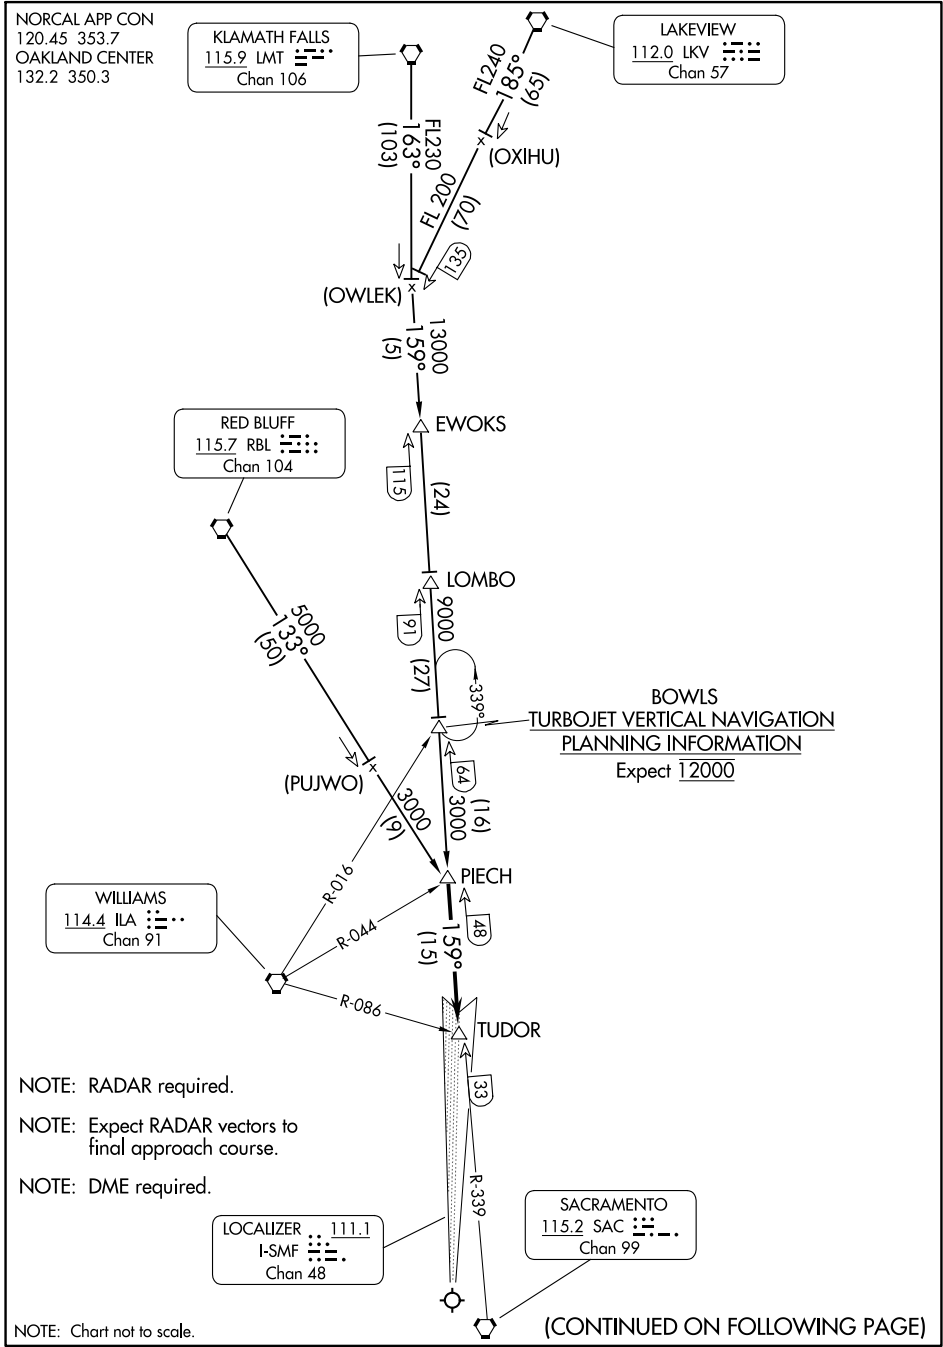 NORCAL APP CON
120.45 353.7
OAKLAND CENTER
132.2 350.3
KLAMATH FALLS
115.9 LMT
Chan 106
LAKEVIEW
112.0 LKV
Chan 57
FL240
185°
(65)
FL230
163°
(103)
(OXIHU)
FL 200
(70)
135
(OWLEK)
13000
159°
(5)
RED BLUFF
115.7 RBL
Chan 104
EWOKS
115
(24)
LOMBO
91
9000
(27)
5000
133°
(50)
339°
BOWLS
TURBOJET VERTICAL NAVIGATION
PLANNING INFORMATION
Expect 12000
(PUJWO)
3000
(9)
64
(16)
3000
R-016
PIECH
WILLIAMS
114.4 ILA
Chan 91
R-044
48
159°
(15)
R-086
TUDOR
33
NOTE: RADAR required.
NOTE: Expect RADAR vectors to
final approach course.
NOTE: DME required.
R-339
LOCALIZER 111.1
I-SMF
Chan 48
SACRAMENTO
115.2 SAC
Chan 99
NOTE: Chart not to scale.
(CONTINUED ON FOLLOWING PAGE)